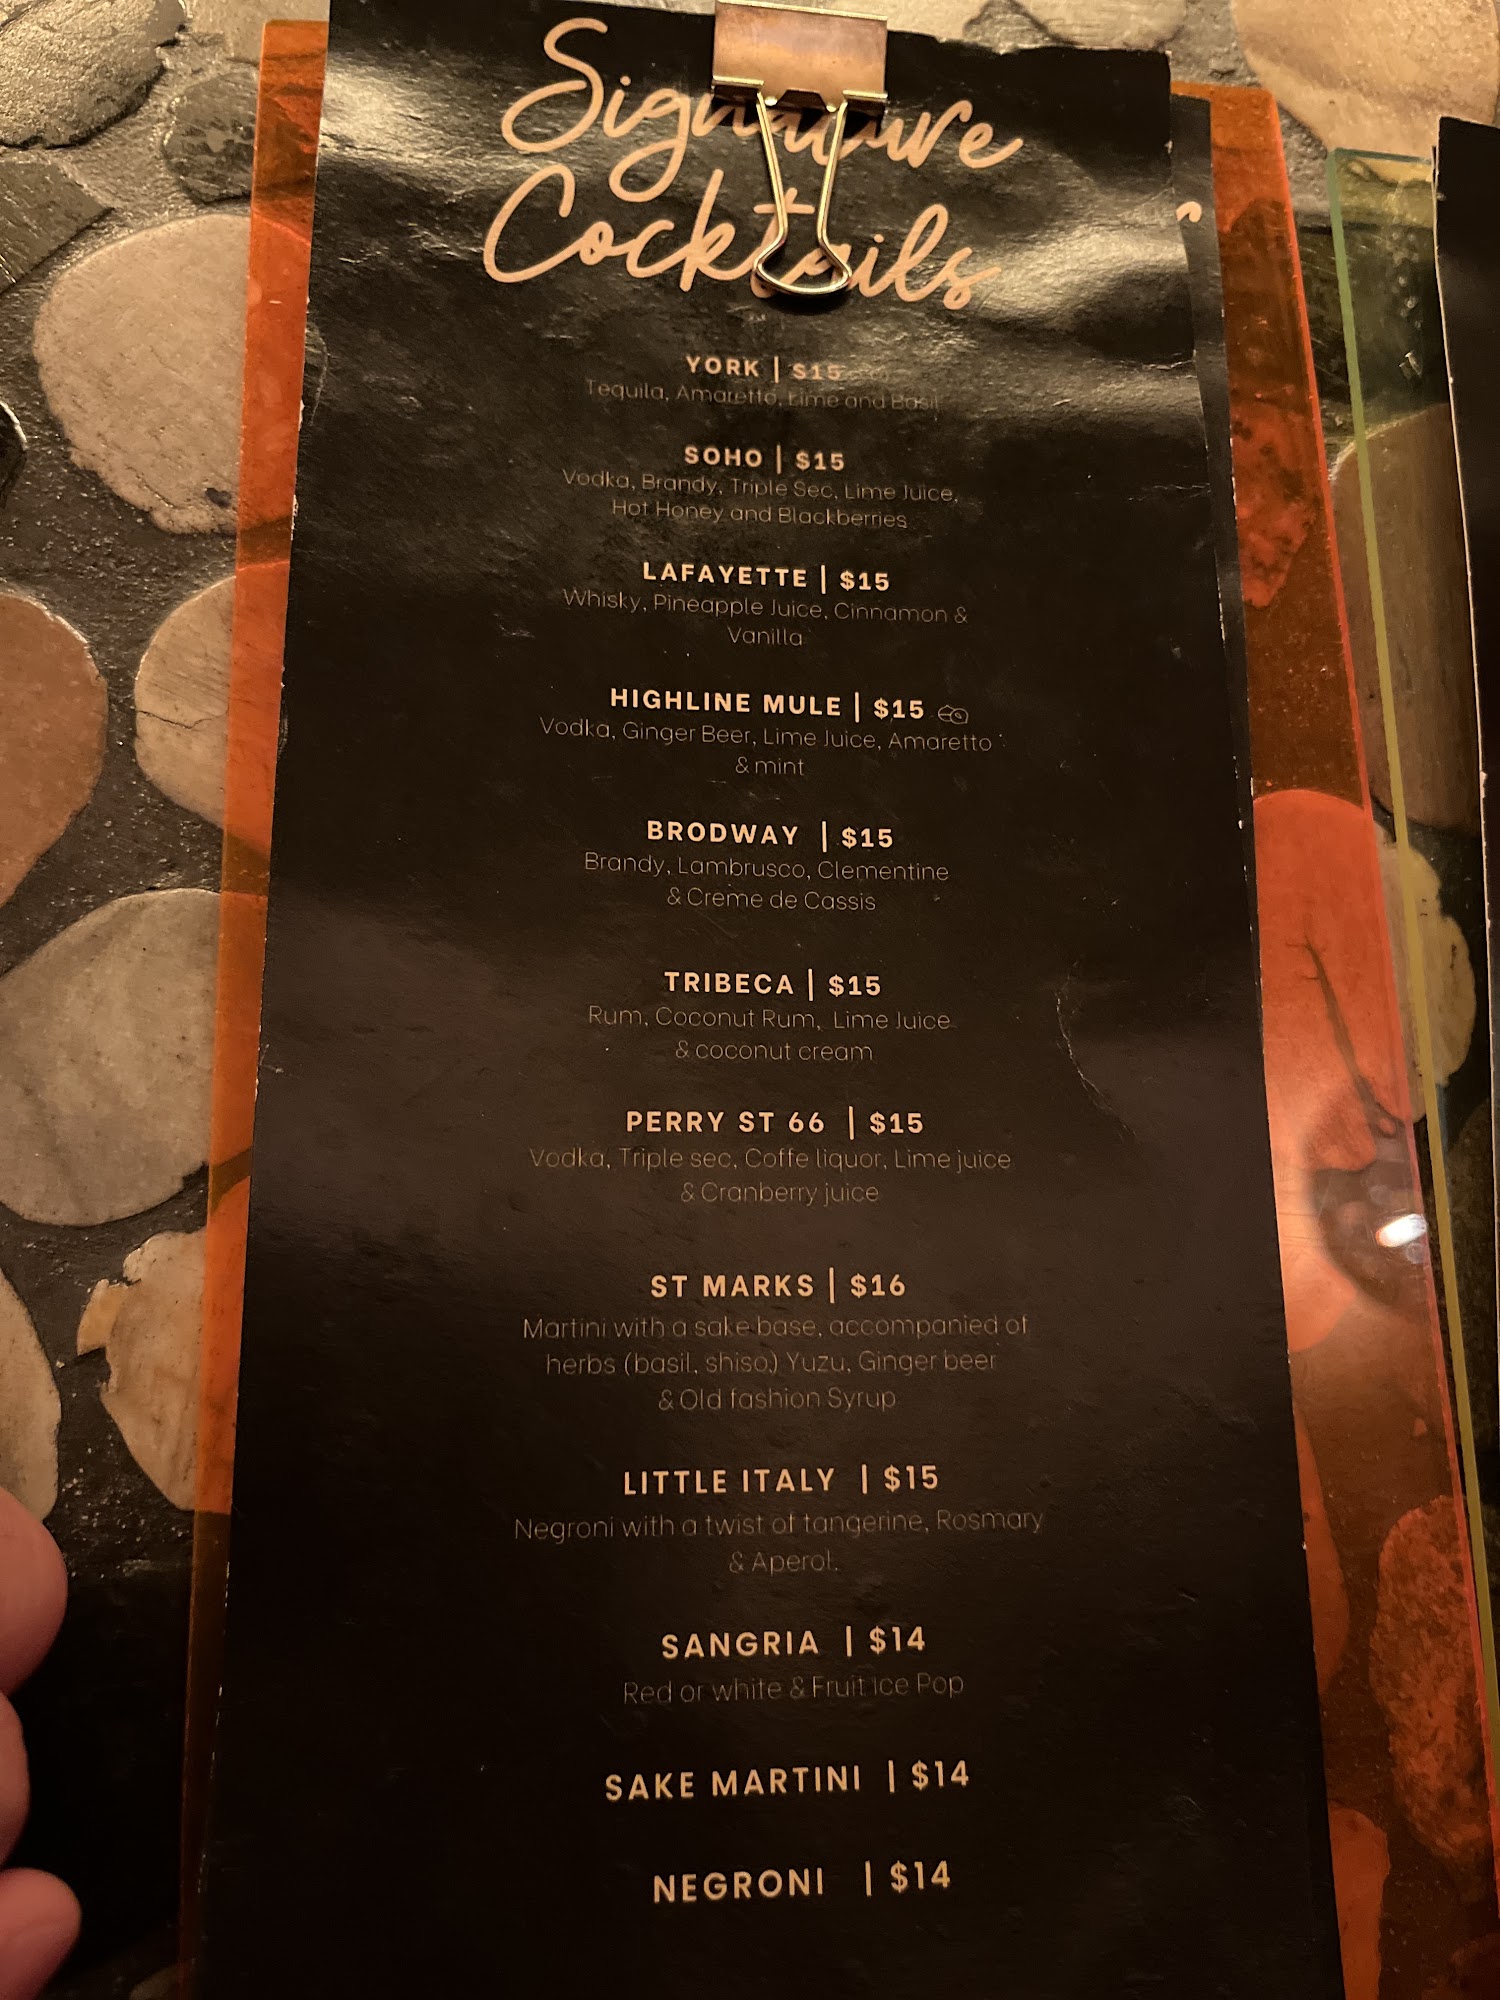 Signature
Cocktails
YORK | $15
Tequila, Amaretto, Lime and Basil
SOHO | $15
Vodka, Brandy, Triple Sec, Lime Juice,
Hot Honey and Blackberries
LAFAYETTE | $15
Whisky, Pineapple Juice, Cinnamon &
Vanilla
HIGHLINE MULE | $15
Vodka, Ginger Beer, Lime Juice, Amaretto
& mint
BRODWAY | $15
Brandy, Lambrusco, Clementine
& Creme de Cassis
TRIBECA | $15
Rum, Coconut Rum, Lime Juice
& coconut cream
PERRY ST 66 | $15
Vodka, Triple sec, Coffe liquor, Lime juice
& Cranberry juice
ST MARKS | $16
Martini with a sake base, accompanied of
herbs (basil, shiso,) Yuzu, Ginger beer
& Old fashion Syrup
LITTLE ITALY | $15
Negroni with a twist of tangerine, Rosmary
& Aperol.
SANGRIA | $14
Red or white & Fruit ice Pop
SAKE MARTINI | $14
NEGRONI | $14